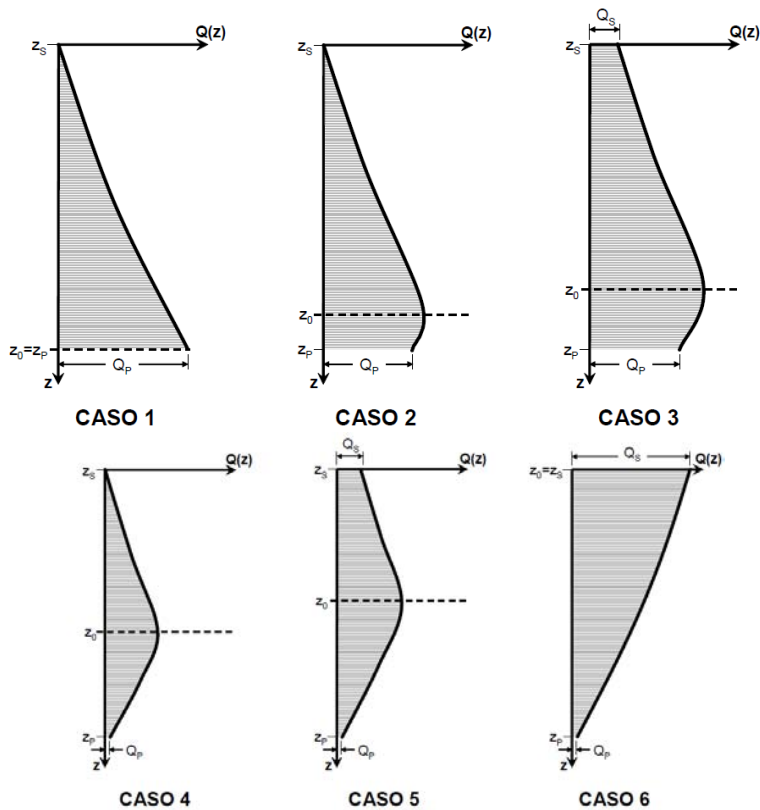 Q(z)
z_S
z_0=z_P
Q_P
z
CASO 1
Q(z)
z_S
z_0
z_P
Q_P
z
CASO 2
Q_S
Q(z)
z_S
z_0
z_P
Q_P
z
CASO 3
Q(z)
z_S
z_0
z_P
Q_P
z
CASO 4
Q_S
Q(z)
z_S
z_0
z_P
Q_P
z
CASO 5
Q_S
Q(z)
z_0=z_S
z_P
Q_P
z
CASO 6